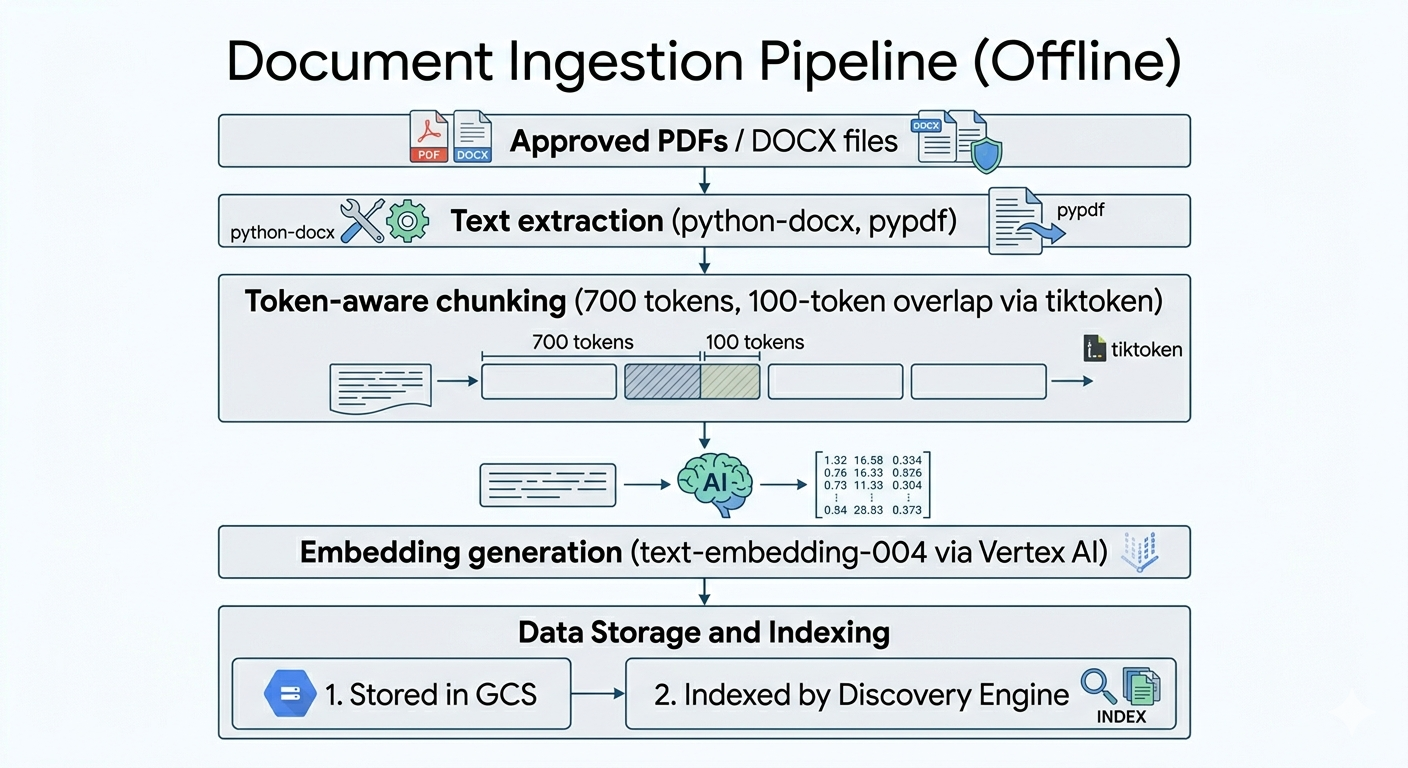 Document Ingestion Pipeline (Offline)
PDF
DOCX
Approved PDFs / DOCX files
DOCX
python-docx
Text extraction (python-docx, pypdf)
pypdf
Token-aware chunking (700 tokens, 100-token overlap via tiktoken)
700 tokens
100 tokens
tiktoken
AI
1.32 16.58 0.334
0.76 16.33 0.876
0.73 11.33 0.304
⋮ ⋮ ⋮
0.84 28.83 0.373
Embedding generation (text-embedding-004 via Vertex AI)
Data Storage and Indexing
1. Stored in GCS
2. Indexed by Discovery Engine
INDEX